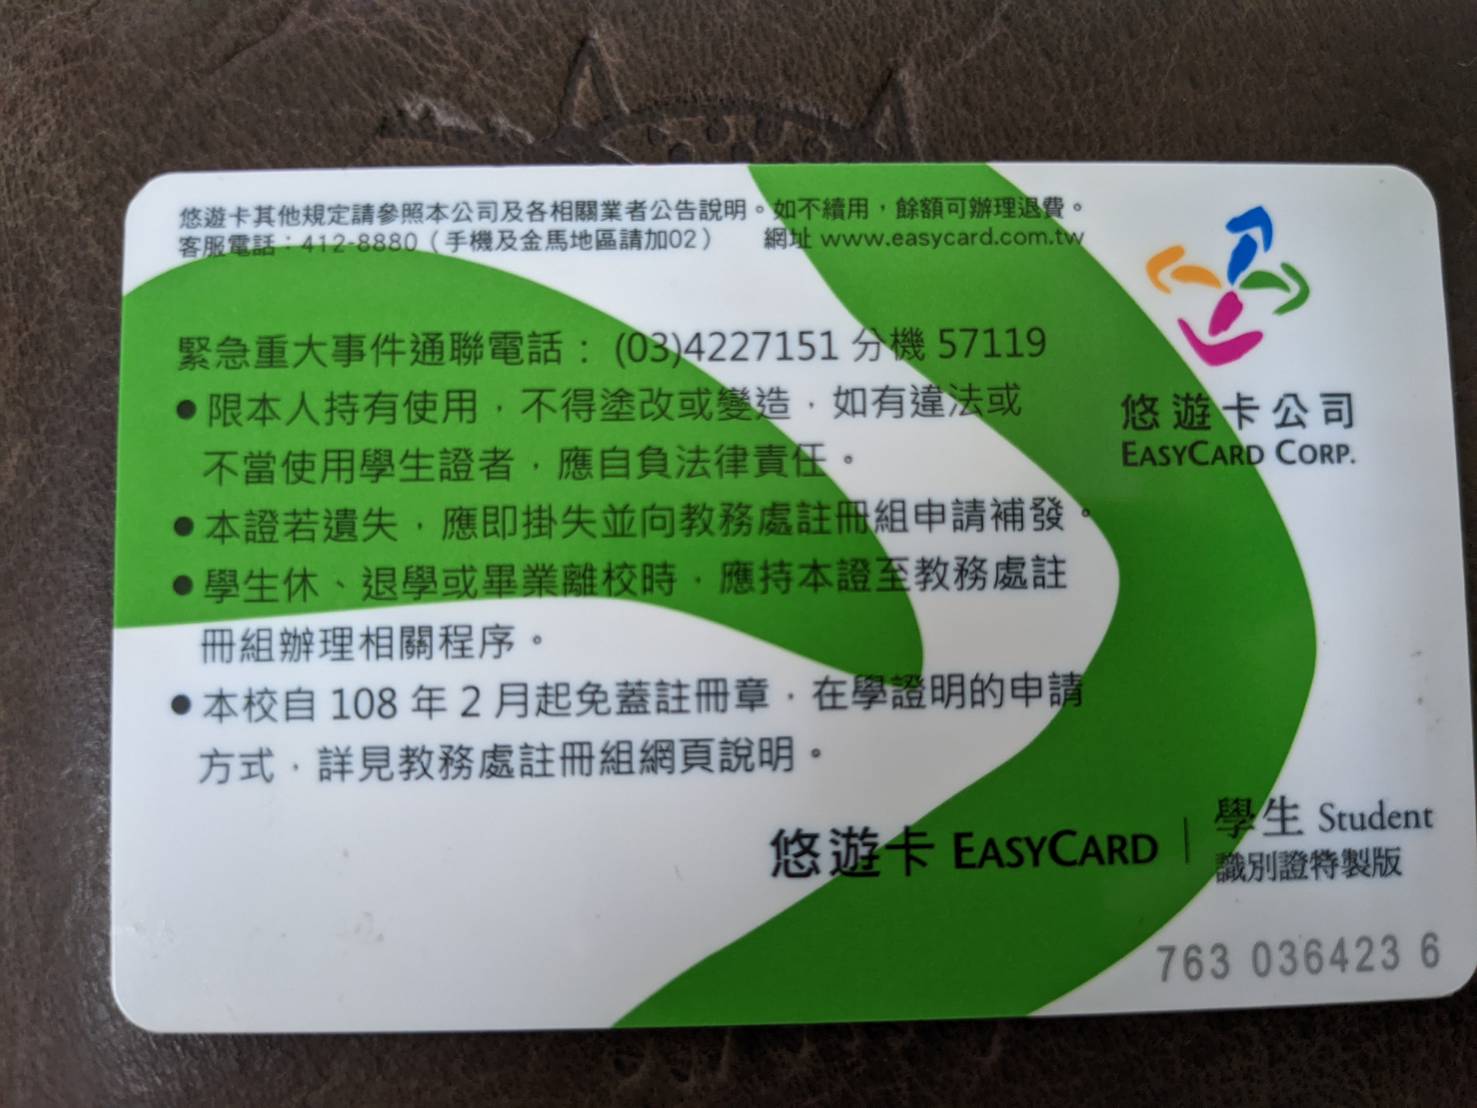 悠遊卡其他規定請參照本公司及各相關業者公告說明。如不續用，餘額可辦理退費。
客服電話：412-8880（手機及金馬地區請加02） 網址 www.easycard.com.tw
緊急重大事件通聯電話： (03)4227151 分機 57119
●限本人持有使用，不得塗改或變造，如有違法或
不當使用學生證者，應自負法律責任。
●本證若遺失，應即掛失並向教務處註冊組申請補發。
●學生休、退學或畢業離校時，應持本證至教務處註
冊組辦理相關程序。
●本校自 108 年 2 月起免蓋註冊章，在學證明的申請
方式，詳見教務處註冊組網頁說明。
悠遊卡公司
EASYCARD CORP.
悠遊卡 EASYCARD | 學生 Student
識別證特製版
763 036423 6